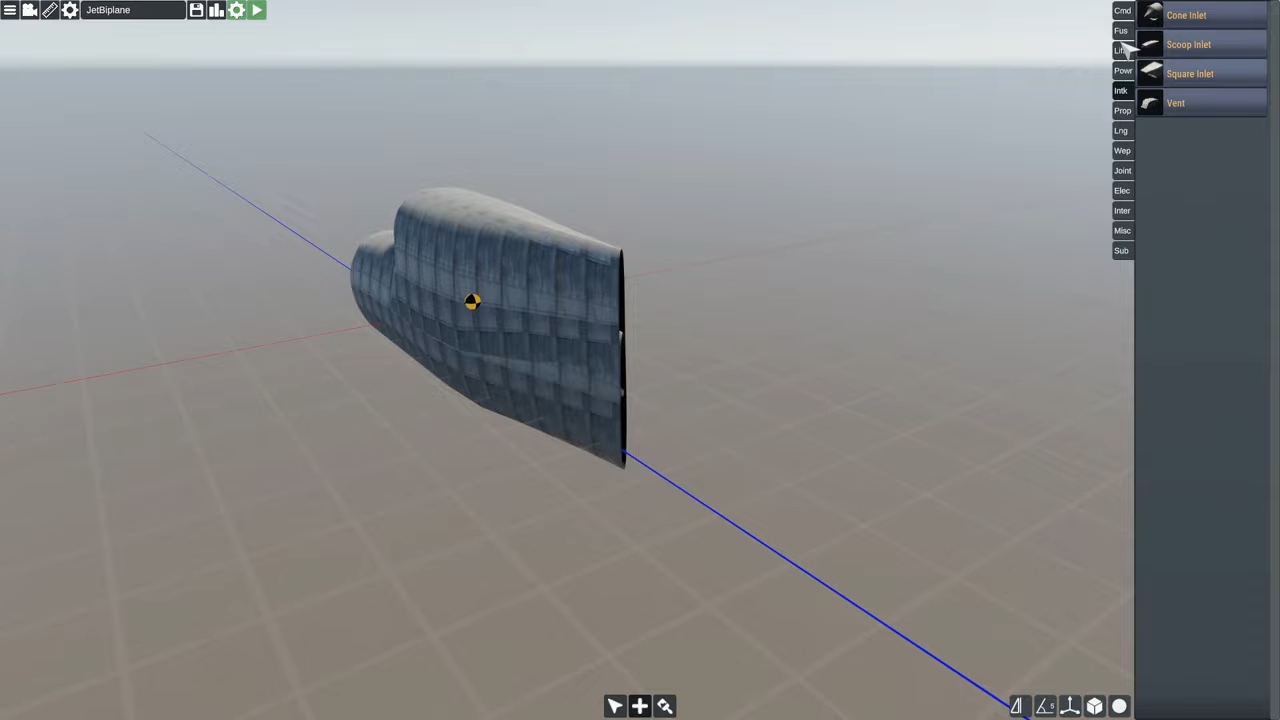 JetBiplane
Cmd
Fus
Powr
Intk
Prop
Lng
Wep
Joint
Elec
Inter
Misc
Sub
Cone Inlet
Scoop Inlet
Square Inlet
Vent
5